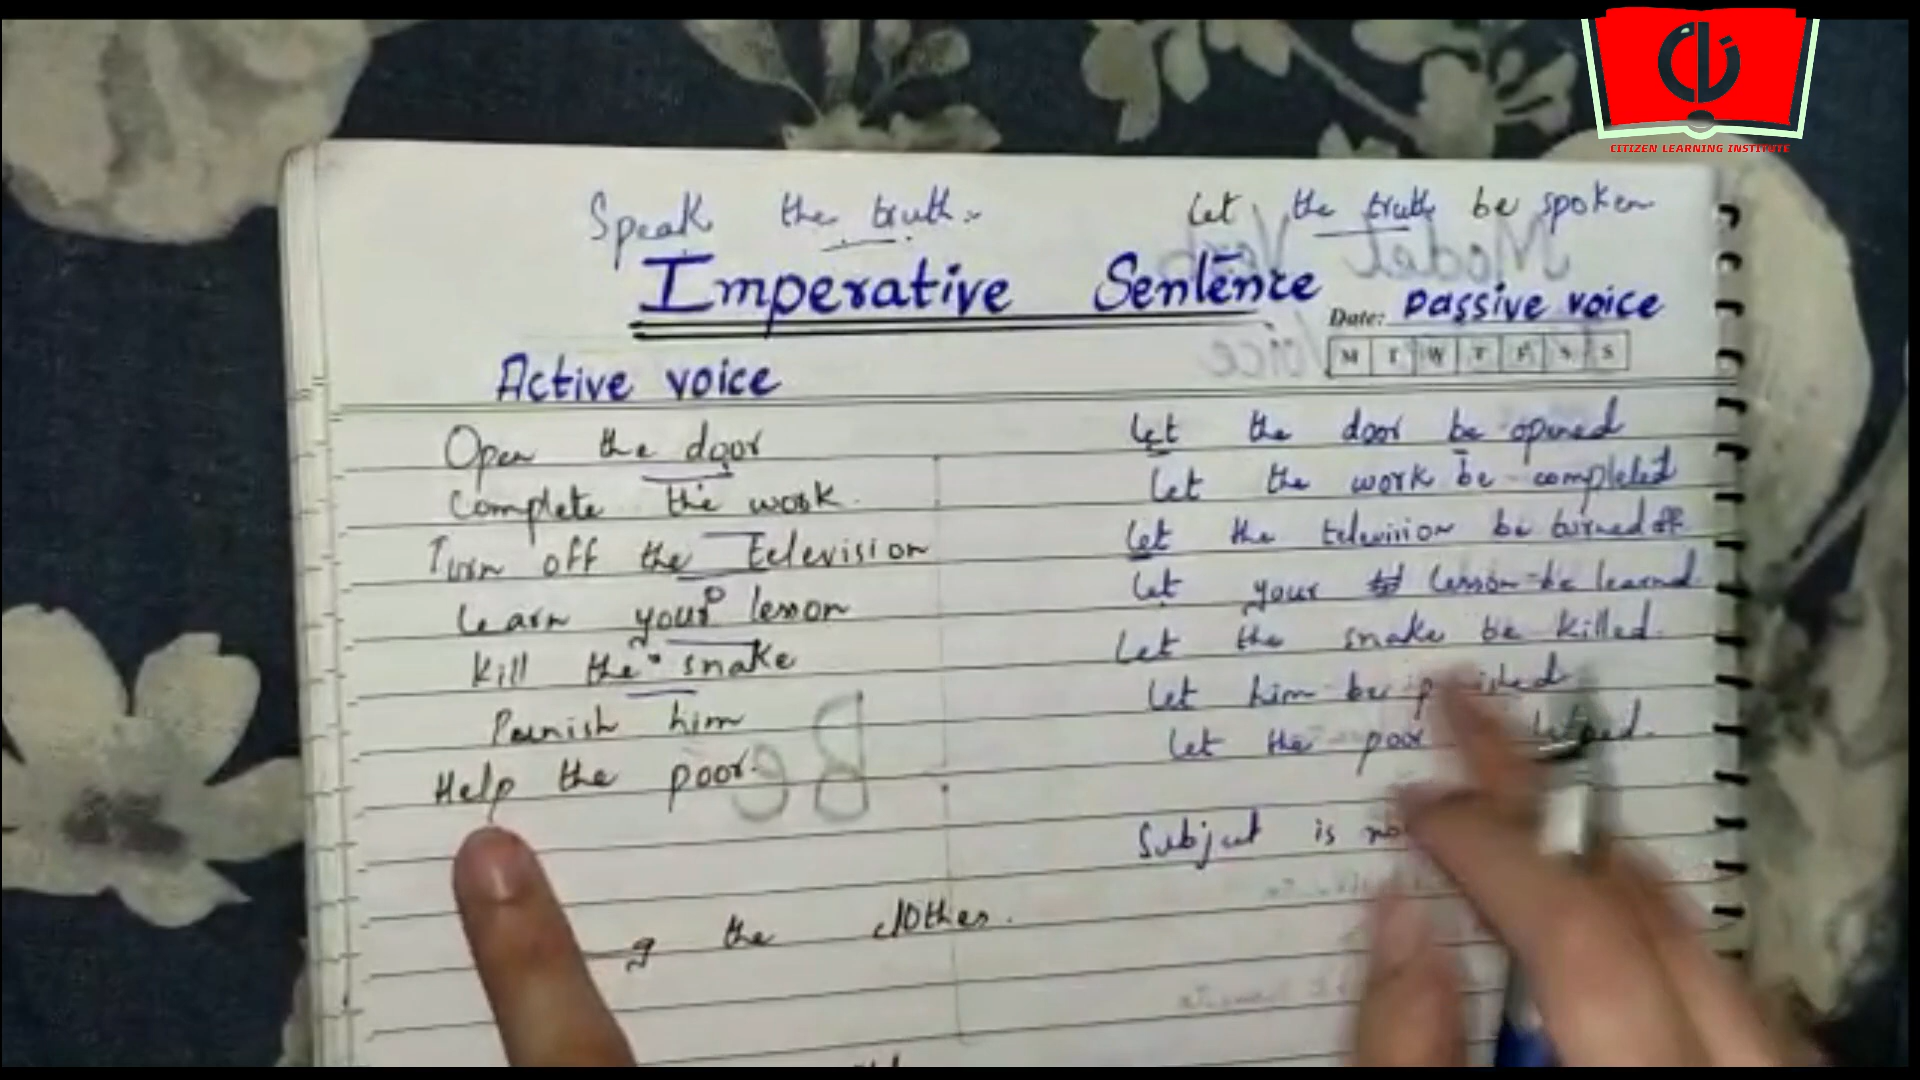 CITIZEN LEARNING INSTITUTE
Speak the truth. Let the truth be spoken
Imperative Sentence
Date: Passive voice
M T W T F S S
Active voice
Open the door Let the door be opened
Complete the work. Let the work be completed
Turn off the television Let the television be turned off
Learn your lesson Let your lesson be learned
Kill the snake Let the snake be killed.
Punish him Let him be punished
Help the poor. Let the poor helped.
Subject is
the clothes.